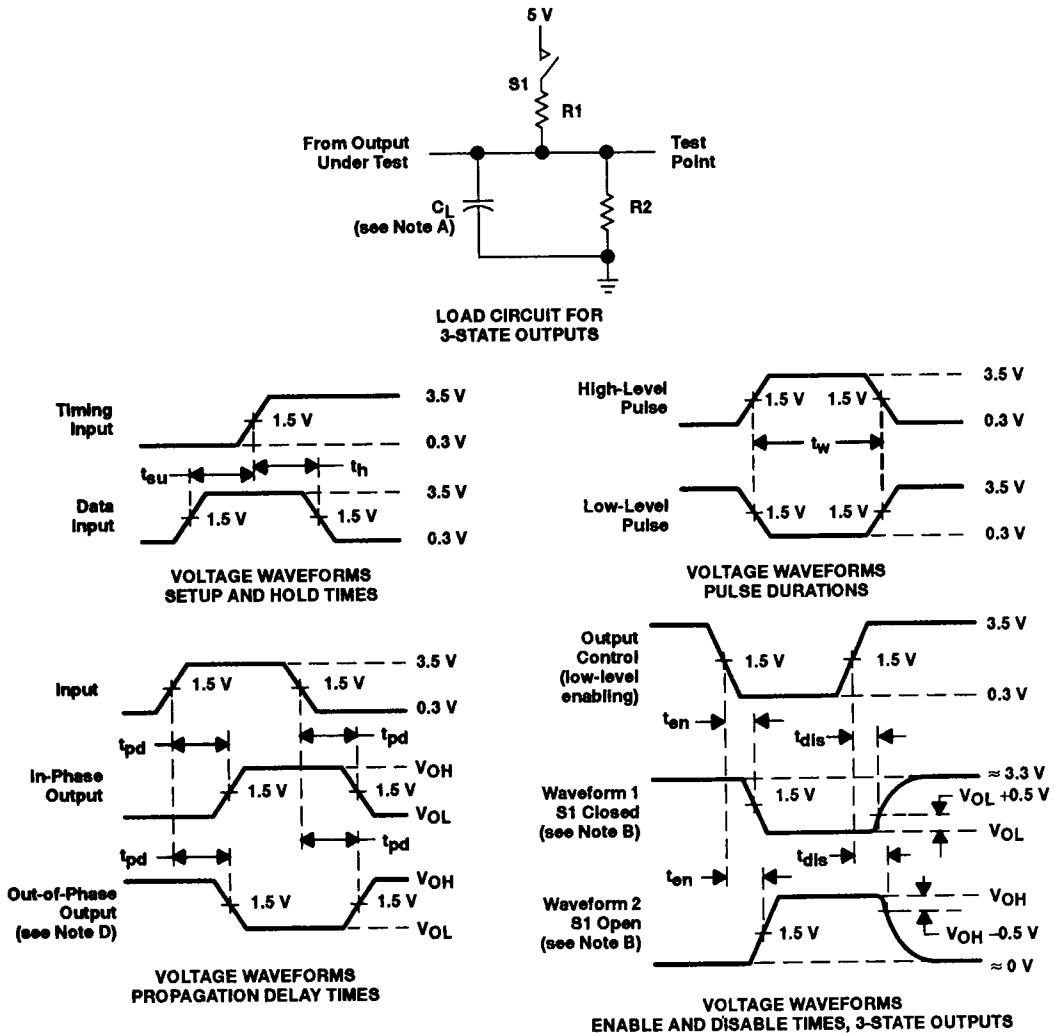 5 V
S1
R1
From Output
Under Test
Test
Point
CL
(see Note A)
R2
LOAD CIRCUIT FOR
3-STATE OUTPUTS
Timing
Input
3.5 V
1.5 V
0.3 V
tsu
th
Data
Input
3.5 V
1.5 V
1.5 V
0.3 V
VOLTAGE WAVEFORMS
SETUP AND HOLD TIMES
High-Level
Pulse
3.5 V
1.5 V
1.5 V
0.3 V
tw
Low-Level
Pulse
3.5 V
1.5 V
1.5 V
0.3 V
VOLTAGE WAVEFORMS
PULSE DURATIONS
Input
3.5 V
1.5 V
1.5 V
0.3 V
tpd
tpd
In-Phase
Output
VOH
1.5 V
1.5 V
VOL
tpd
tpd
Out-of-Phase
Output
(see Note D)
VOH
1.5 V
1.5 V
VOL
VOLTAGE WAVEFORMS
PROPAGATION DELAY TIMES
Output
Control
(low-level
enabling)
3.5 V
1.5 V
1.5 V
0.3 V
ten
tdis
Waveform 1
S1 Closed
(see Note B)
≈ 3.3 V
1.5 V
VOL +0.5 V
VOL
ten
tdis
Waveform 2
S1 Open
(see Note B)
VOH
1.5 V
VOH –0.5 V
≈ 0 V
VOLTAGE WAVEFORMS
ENABLE AND DISABLE TIMES, 3-STATE OUTPUTS